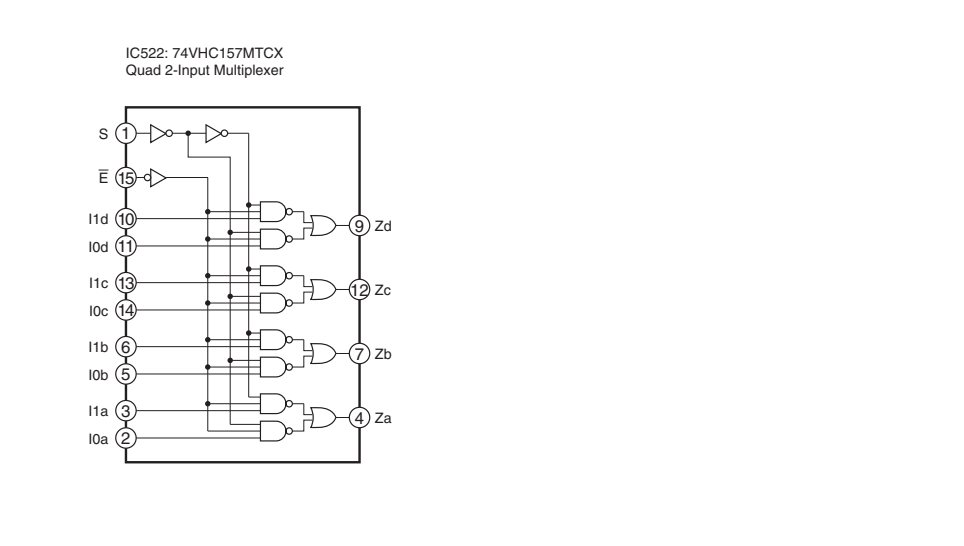 IC522: 74VHC157MTCX
Quad 2-Input Multiplexer
S 1
E̅ 15
I1d 10
9 Zd
I0d 11
I1c 13
12 Zc
I0c 14
I1b 6
7 Zb
I0b 5
I1a 3
4 Za
I0a 2